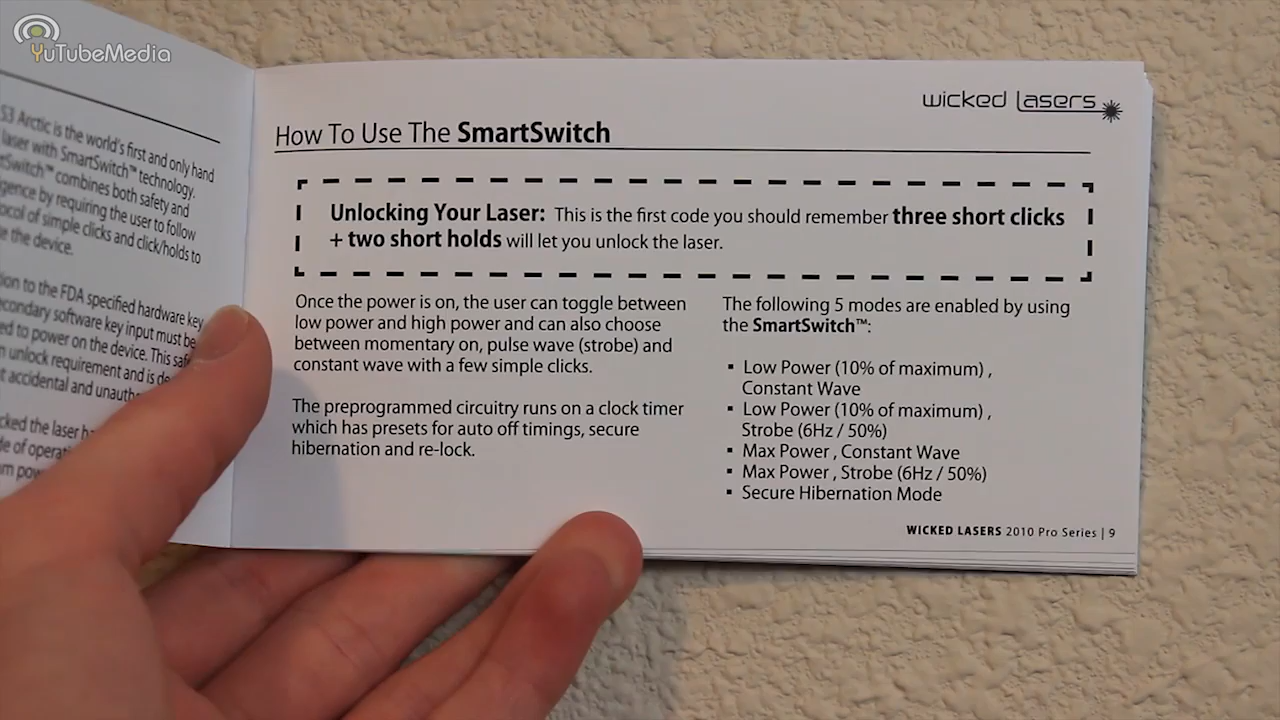 YuTubeMedia
S3 Arctic is the world's first and only hand
laser with SmartSwitch™ technology.
combines both safety and
by requiring the user to follow
of simple clicks and click/holds to
the device.
to the FDA specified hardware key
software key input must be
to power on the device. This
unlock requirement and is
accidental and
the laser
wicked lasers
How To Use The SmartSwitch
Unlocking Your Laser: This is the first code you should remember three short clicks
+ two short holds will let you unlock the laser.
Once the power is on, the user can toggle between
low power and high power and can also choose
between momentary on, pulse wave (strobe) and
constant wave with a few simple clicks.
The preprogrammed circuitry runs on a clock timer
which has presets for auto off timings, secure
hibernation and re-lock.
The following 5 modes are enabled by using
the SmartSwitch™:
▪ Low Power (10% of maximum) ,
Constant Wave
▪ Low Power (10% of maximum) ,
Strobe (6Hz / 50%)
▪ Max Power , Constant Wave
▪ Max Power , Strobe (6Hz / 50%)
▪ Secure Hibernation Mode
WICKED LASERS 2010 Pro Series | 9